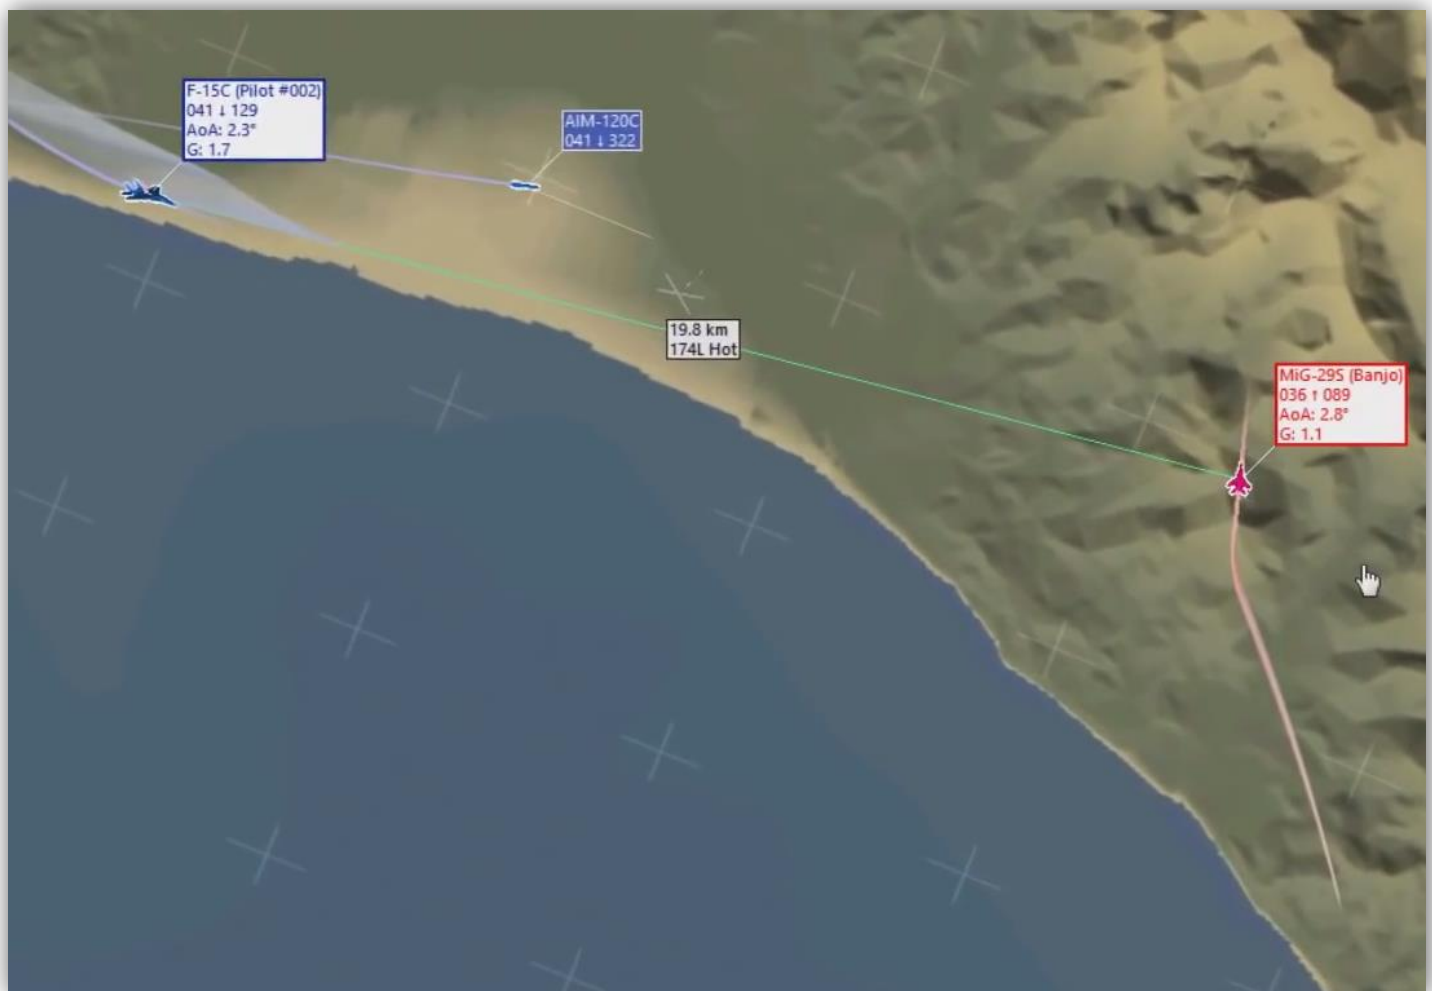 F-15C (Pilot #002)
041 ↓ 129
AoA: 2.3°
G: 1.7
AIM-120C
041 ↓ 322
19.8 km
174L Hot
MiG-29S (Banjo)
036 ↑ 089
AoA: 2.8°
G: 1.1